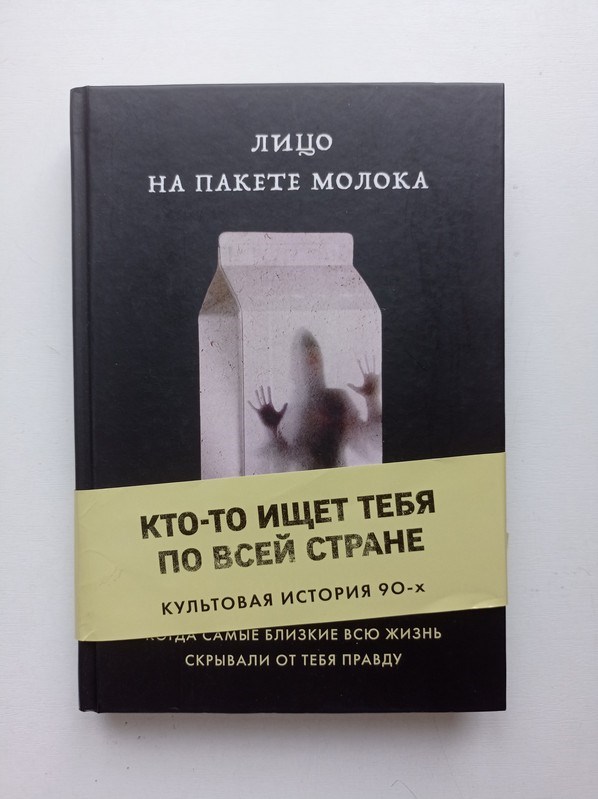 ЛИЦО
НА ПАКЕТЕ МОЛОКА
КТО-ТО ИЩЕТ ТЕБЯ
ПО ВСЕЙ СТРАНЕ
КУЛЬТОВАЯ ИСТОРИЯ 90-х
КОГДА САМЫЕ БЛИЗКИЕ ВСЮ ЖИЗНЬ
СКРЫВАЛИ ОТ ТЕБЯ ПРАВДУ